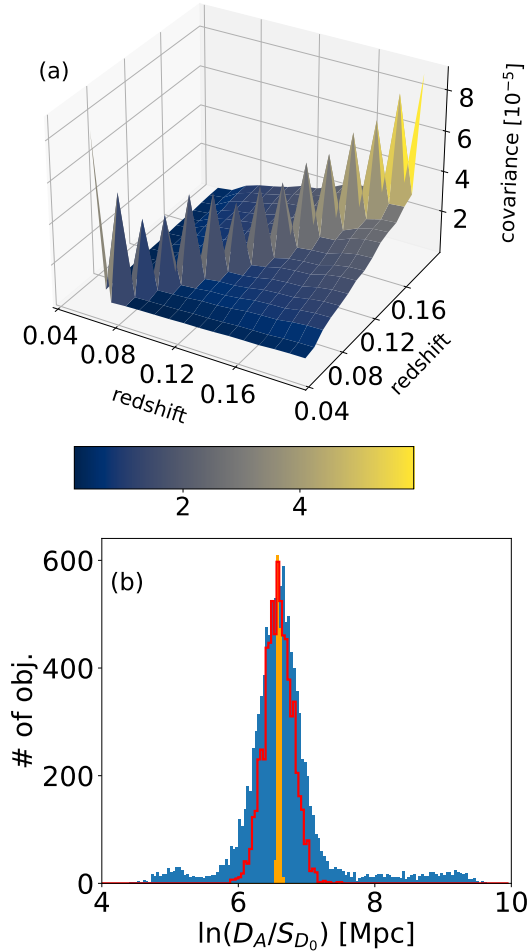 (a)
8
6
4
2
covariance [10⁻⁵]
0.04
0.08
0.12
0.16
redshift
0.04
0.08
0.12
0.16
redshift
2 4
(b)
600
400
200
0
# of obj.
4 6 8 10
ln(D_A/S_{D_0}) [Mpc]